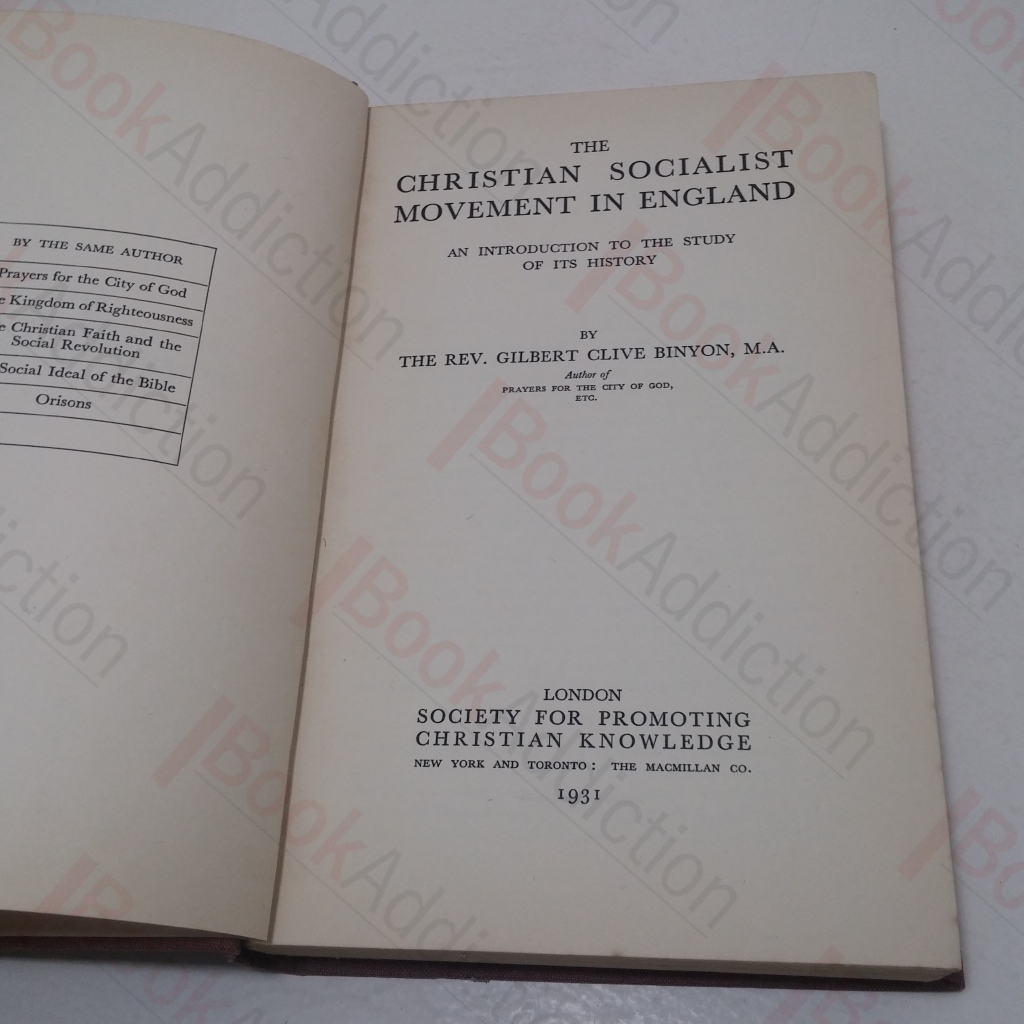 BY THE SAME AUTHOR
Prayers for the City of God
Kingdom of Righteousness
Christian Faith and the
Social Revolution
Social Ideal of the Bible
Orisons
THE
CHRISTIAN SOCIALIST
MOVEMENT IN ENGLAND
AN INTRODUCTION TO THE STUDY
OF ITS HISTORY
BY
THE REV. GILBERT CLIVE BINYON, M.A.
Author of
PRAYERS FOR THE CITY OF GOD,
ETC.
LONDON
SOCIETY FOR PROMOTING
CHRISTIAN KNOWLEDGE
NEW YORK AND TORONTO: THE MACMILLAN CO.
1931
BookAddiction